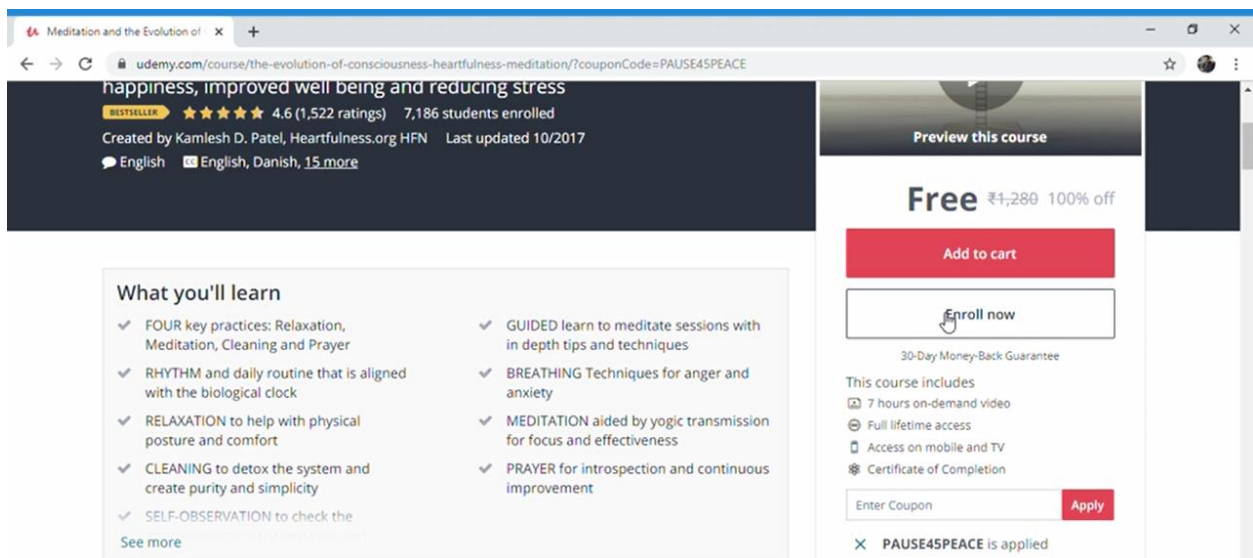 Meditation and the Evolution of
udemy.com/course/the-evolution-of-consciousness-heartfulness-meditation/?couponCode=PAUSE45PEACE
happiness, improved well being and reducing stress
BESTSELLER 4.6 (1,522 ratings) 7,186 students enrolled
Created by Kamlesh D. Patel, Heartfulness.org HFN Last updated 10/2017
English CC English, Danish, 15 more
Preview this course
Free ₹1,280 100% off
Add to cart
Enroll now
30-Day Money-Back Guarantee
This course includes
7 hours on-demand video
Full lifetime access
Access on mobile and TV
Certificate of Completion
Enter Coupon Apply
PAUSE45PEACE is applied
What you'll learn
FOUR key practices: Relaxation,
Meditation, Cleaning and Prayer
RHYTHM and daily routine that is aligned
with the biological clock
RELAXATION to help with physical
posture and comfort
CLEANING to detox the system and
create purity and simplicity
SELF-OBSERVATION to check the
GUIDED learn to meditate sessions with
in depth tips and techniques
BREATHING Techniques for anger and
anxiety
MEDITATION aided by yogic transmission
for focus and effectiveness
PRAYER for introspection and continuous
improvement
See more